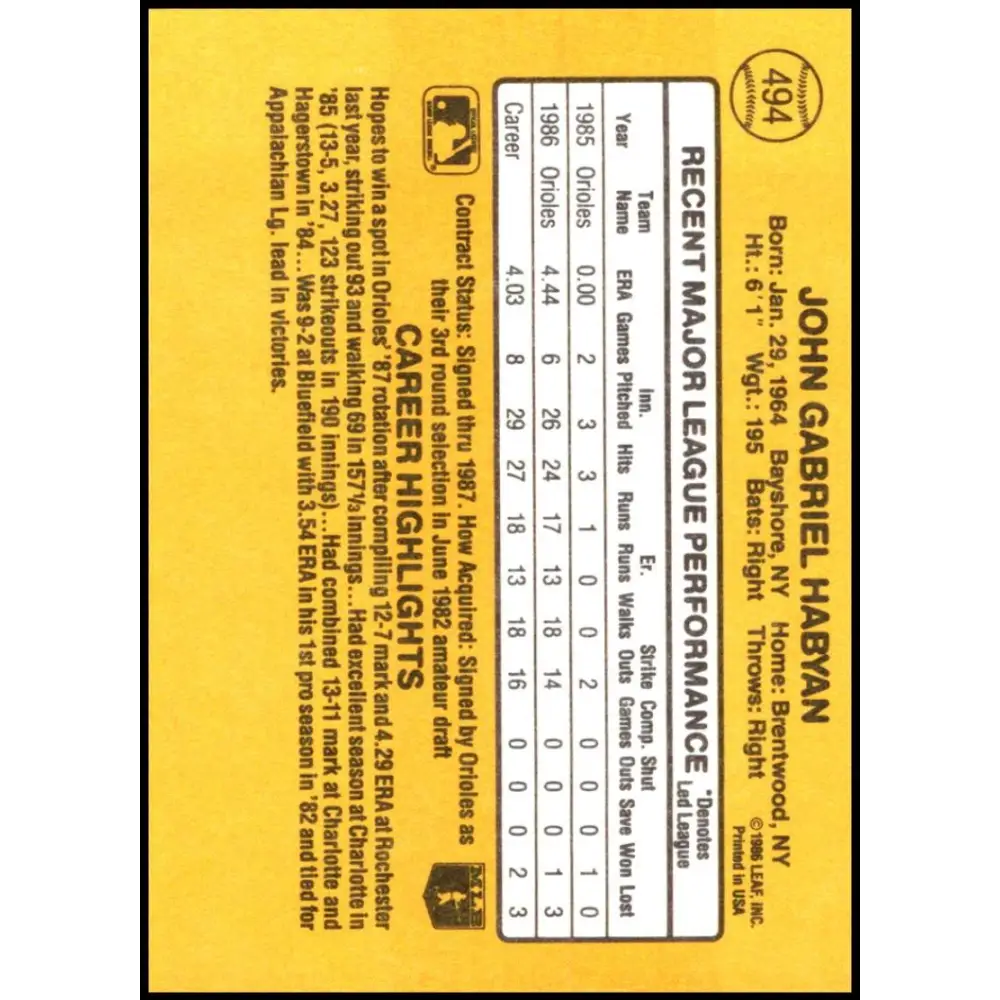 494
JOHN GABRIEL HABYAN
Born: Jan. 29, 1964 Bayshore, NY Home: Brentwood, NY
Ht.: 6'1" Wgt.: 195 Bats: Right Throws: Right
© 1986 LEAF, INC.
Printed in USA
RECENT MAJOR LEAGUE PERFORMANCE *Denotes
Led League
Team Inn. Er. Strike Comp. Shut
Year Name ERA Games Pitched Hits Runs Runs Walks Outs Games Outs Save Won Lost
1985 Orioles 0.00 2 3 3 1 0 0 2 0 0 0 1 0
1986 Orioles 4.44 6 26 24 17 13 18 14 0 0 0 1 3
Career 4.03 8 29 27 18 13 18 16 0 0 0 2 3
Contract Status: Signed thru 1987. How Acquired: Signed by Orioles as
their 3rd round selection in June 1982 amateur draft
MLB
CAREER HIGHLIGHTS
Hopes to win a spot in Orioles' '87 rotation after compiling 12-7 mark and 4.29 ERA at Rochester
last year, striking out 93 and walking 69 in 157⅓ innings...Had excellent season at Charlotte in
'85 (13-5, 3.27, 123 strikeouts in 190 innings)...Had combined 13-11 mark at Charlotte and
Hagerstown in '84...Was 9-2 at Bluefield with 3.54 ERA in his 1st pro season in '82 and tied for
Appalachian Lg. lead in victories.